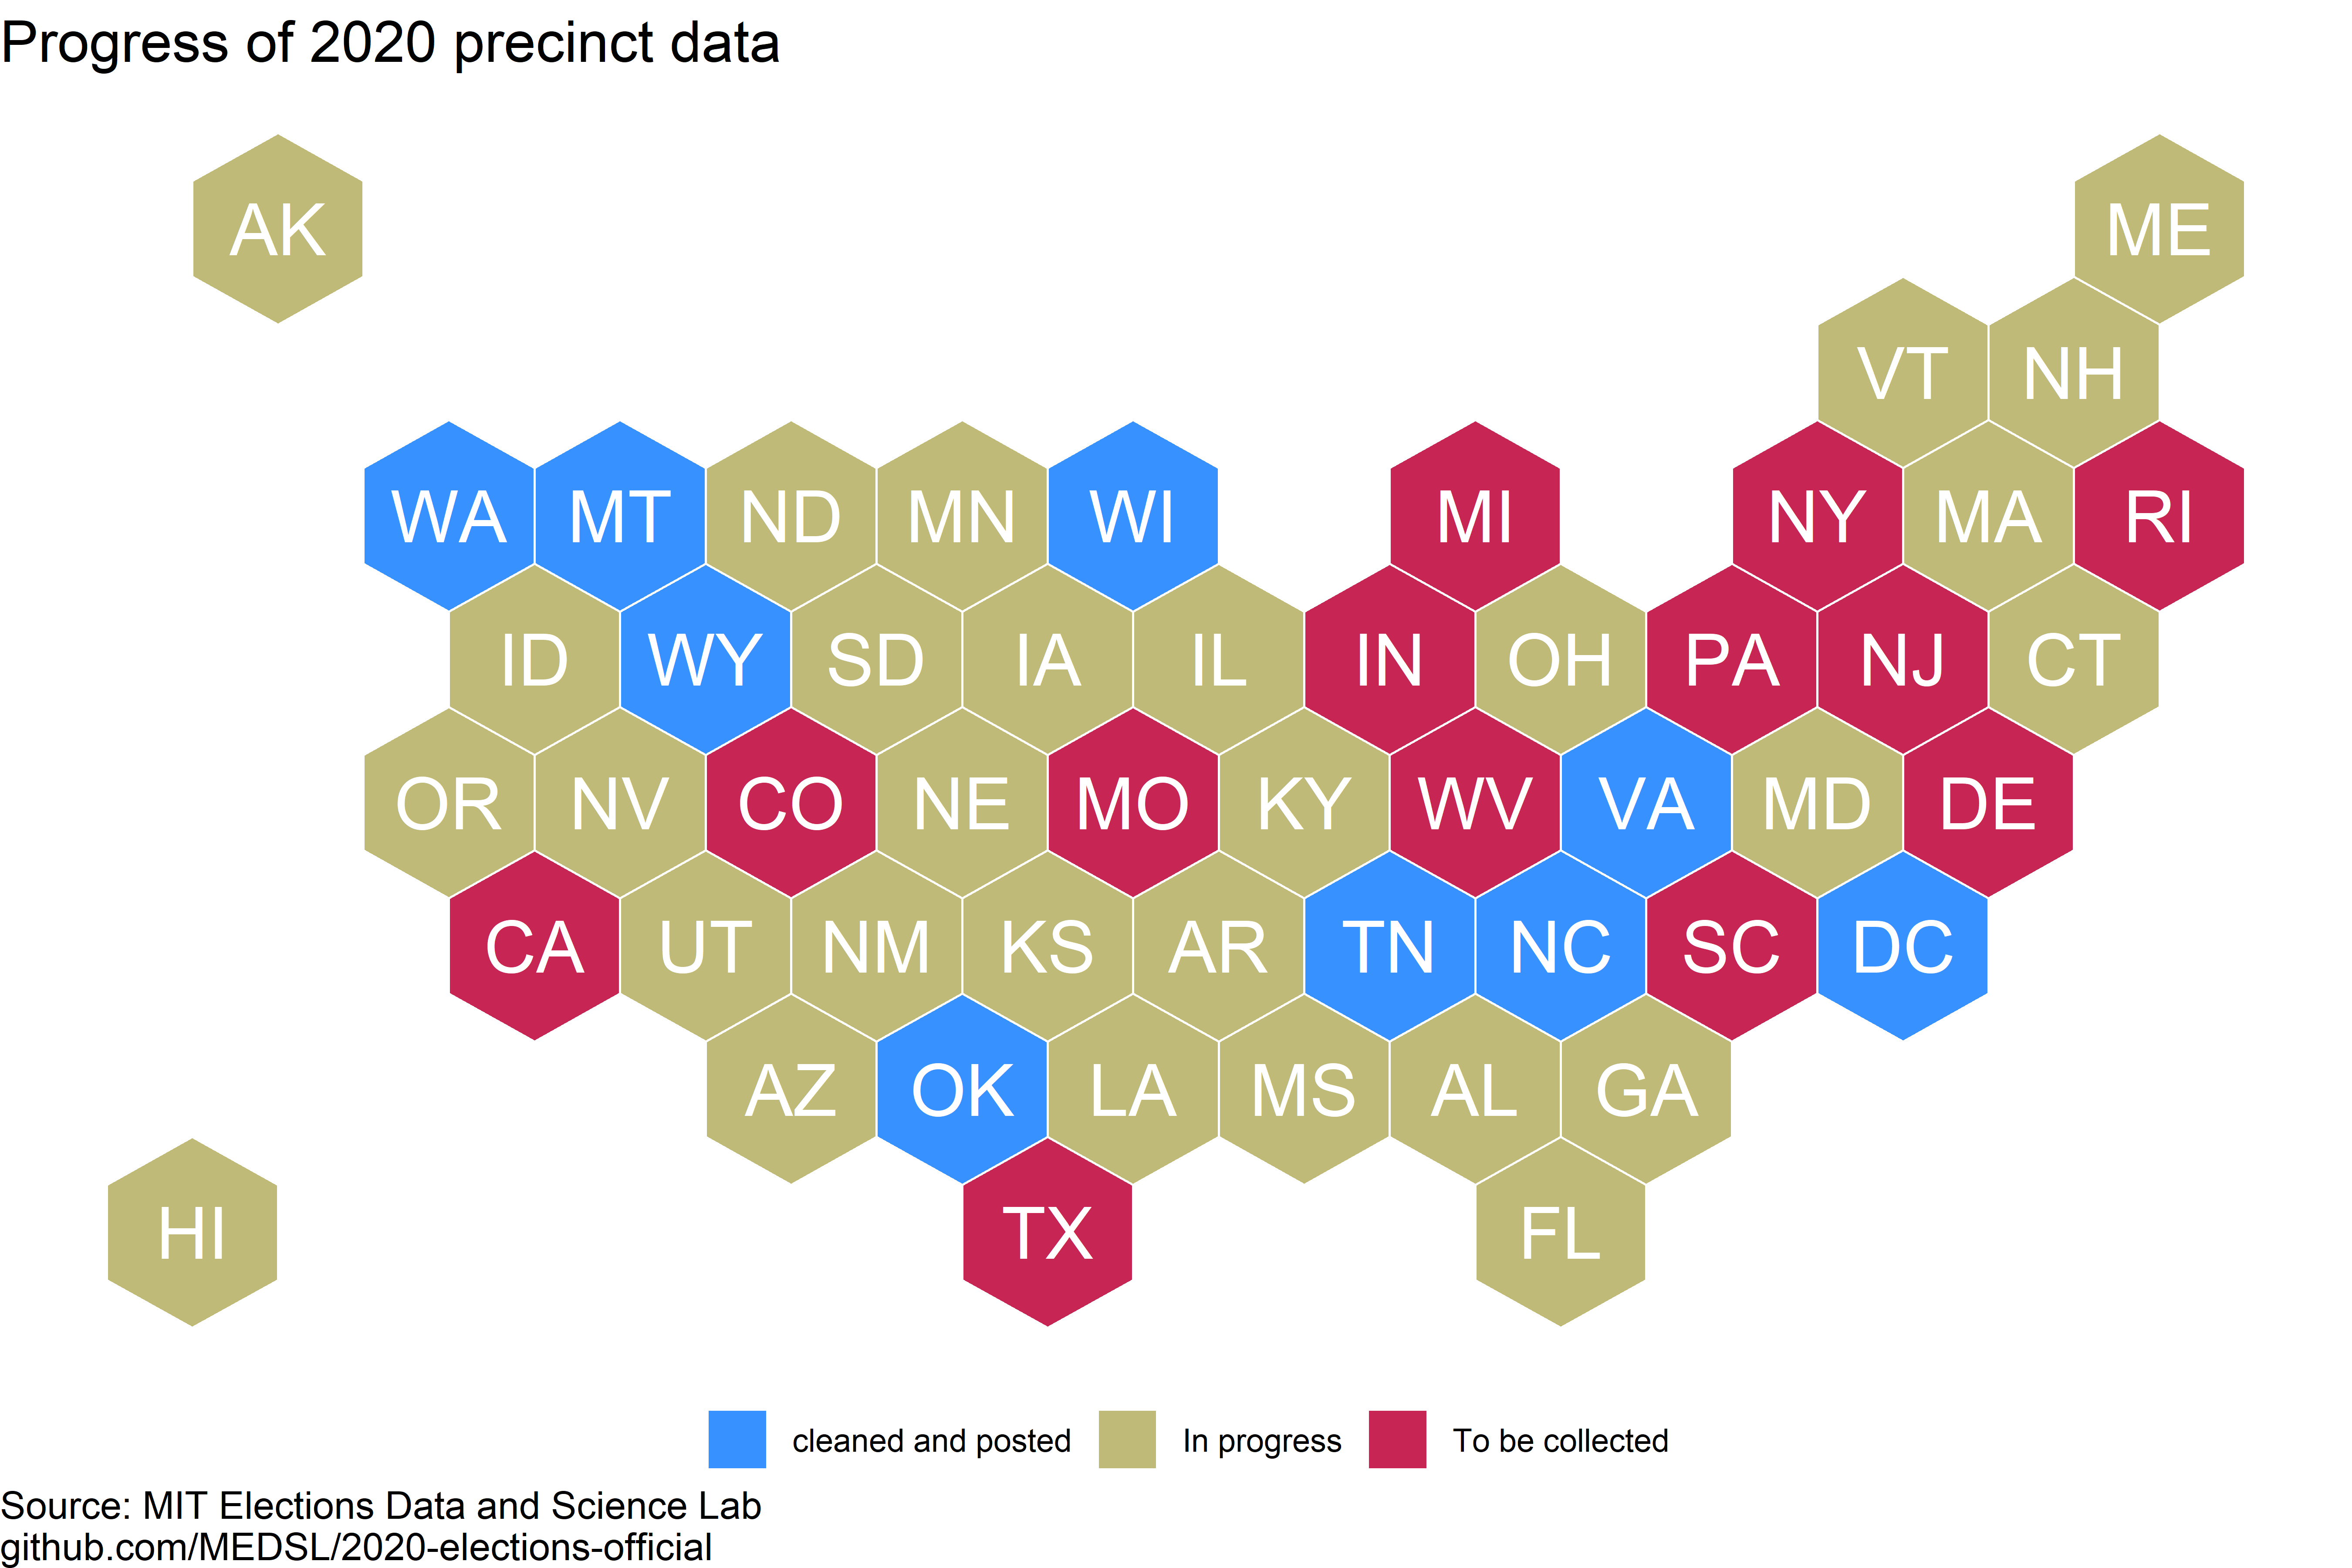 Progress of 2020 precinct data
AK ME
VT NH
WA MT ND MN WI MI NY MA RI
ID WY SD IA IL IN OH PA NJ CT
OR NV CO NE MO KY WV VA MD DE
CA UT NM KS AR TN NC SC DC
AZ OK LA MS AL GA
HI TX FL
cleaned and posted In progress To be collected
Source: MIT Elections Data and Science Lab
github.com/MEDSL/2020-elections-official